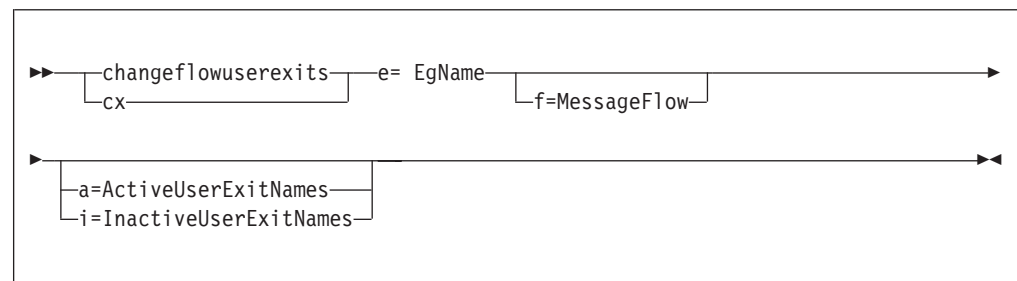 changeflowuserexits e= EgName
cx f=MessageFlow
a=ActiveUserExitNames
i=InactiveUserExitNames